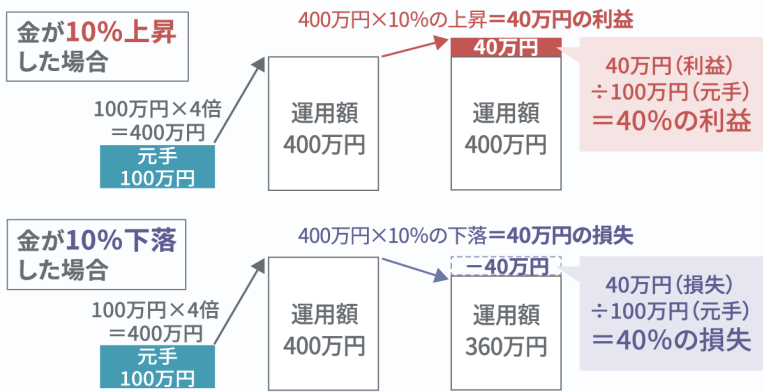 金が10%上昇
した場合
400万円×10%の上昇＝40万円の利益
100万円×4倍
＝400万円
元手
100万円
運用額
400万円
40万円
運用額
400万円
40万円（利益）
÷100万円（元手）
＝40%の利益
金が10%下落
した場合
400万円×10%の下落＝40万円の損失
100万円×4倍
＝400万円
元手
100万円
運用額
400万円
－40万円
運用額
360万円
40万円（損失）
÷100万円（元手）
＝40%の損失